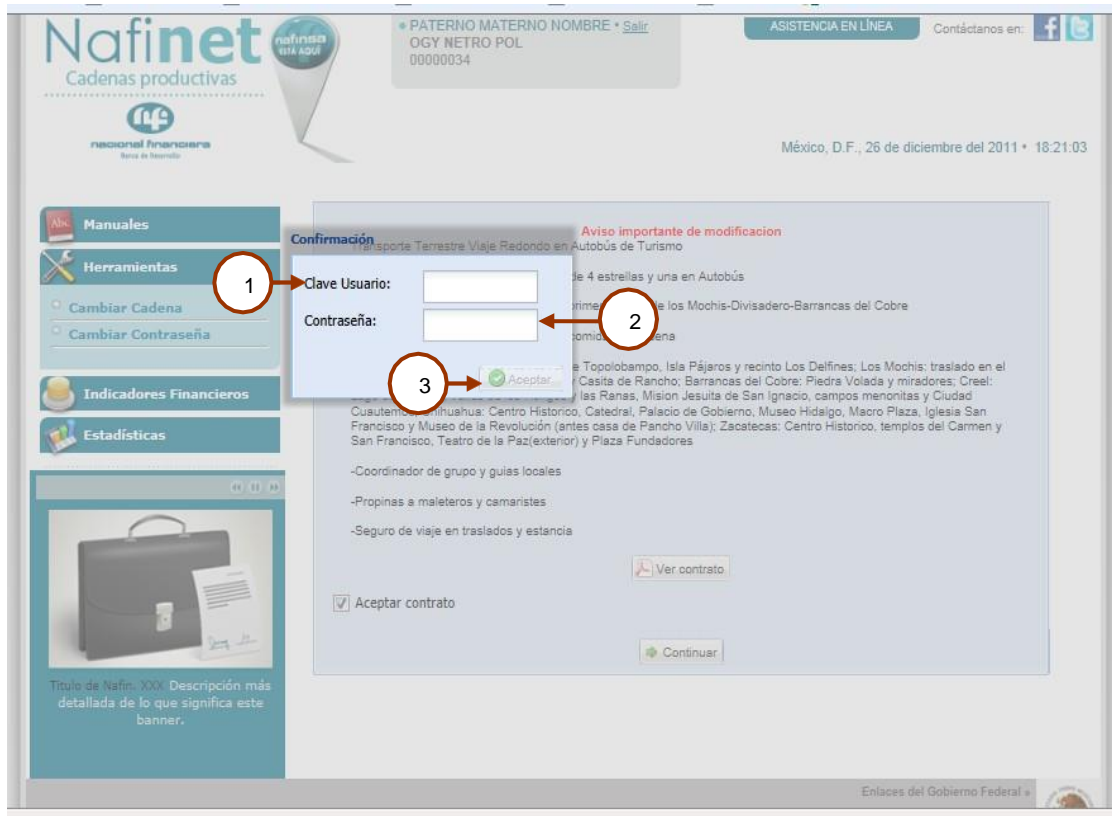 Nafinet
Cadenas productivas
nafinsa
ESTÁ AQUÍ
nacional financiera
Banca de Desarrollo
• PATERNO MATERNO NOMBRE • Salir
OGY NETRO POL
00000034
ASISTENCIA EN LÍNEA
Contáctanos en:
México, D.F., 26 de diciembre del 2011 • 18:21:03
Abc
Manuales
Herramientas
Cambiar Cadena
Cambiar Contraseña
Indicadores Financieros
Estadísticas
Titulo de Nafin. XXX Descripción más
detallada de lo que significa este
banner.
Confirmación
Clave Usuario:
Contraseña:
Aceptar
1
2
3
Aviso importante de modificacion
Transporte Terrestre Viaje Redondo en Autobús de Turismo
de 4 estrellas y una en Autobús
de los Mochis-Divisadero-Barrancas del Cobre
Topolobampo, Isla Pájaros y recinto Los Delfines; Los Mochis: traslado en el
Casita de Rancho; Barrancas del Cobre: Piedra Volada y miradores; Creel:
y las Ranas, Mision Jesuita de San Ignacio, campos menonitas y Ciudad
Cuautemoc, Chihuahua: Centro Historico, Catedral, Palacio de Gobierno, Museo Hidalgo, Macro Plaza, Iglesia San
Francisco y Museo de la Revolución (antes casa de Pancho Villa); Zacatecas: Centro Historico, templos del Carmen y
San Francisco, Teatro de la Paz(exterior) y Plaza Fundadores
-Coordinador de grupo y guias locales
-Propinas a maleteros y camaristes
-Seguro de viaje en traslados y estancia
Ver contrato
Aceptar contrato
Continuar
Enlaces del Gobierno Federal »